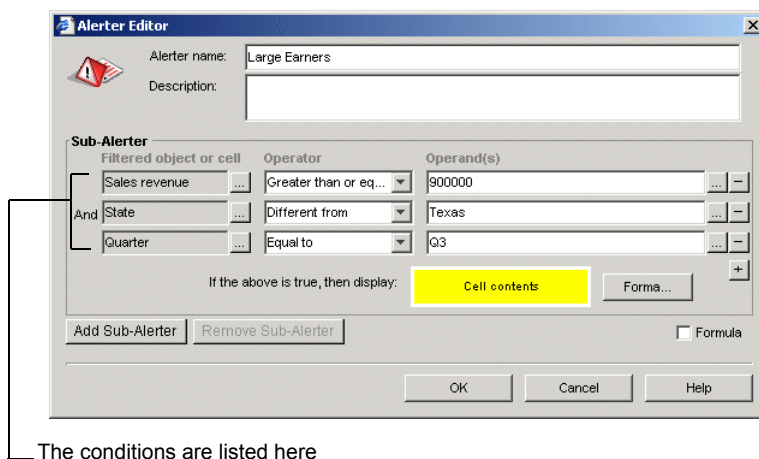 Alerter Editor
Alerter name: Large Earners
Description:
Sub-Alerter
Filtered object or cell Operator Operand(s)
Sales revenue ... Greater than or eq... 900000 ... −
And State ... Different from Texas ... −
Quarter ... Equal to Q3 ... −
+
If the above is true, then display: Cell contents Forma...
Add Sub-Alerter Remove Sub-Alerter Formula
OK Cancel Help
The conditions are listed here